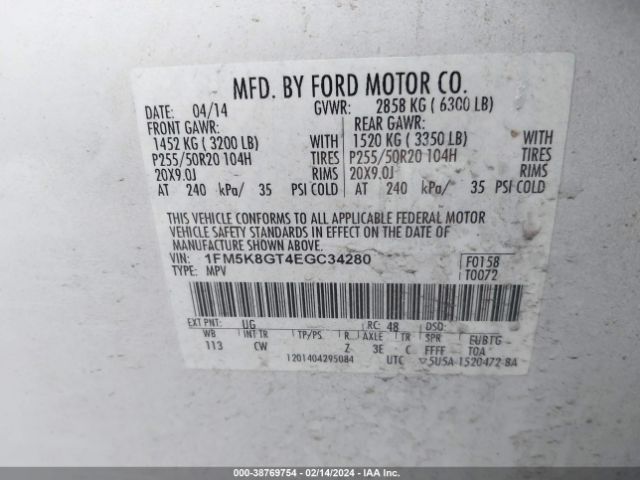 MFD. BY FORD MOTOR CO.
DATE: 04/14 GVWR: 2858 KG ( 6300 LB)
FRONT GAWR: REAR GAWR:
1452 KG ( 3200 LB) WITH 1520 KG ( 3350 LB) WITH
P255/50R20 104H TIRES P255/50R20 104H TIRES
20X9.0J RIMS 20X9.0J RIMS
AT 240 kPa/ 35 PSI COLD AT 240 kPa/ 35 PSI COLD
THIS VEHICLE CONFORMS TO ALL APPLICABLE FEDERAL MOTOR
VEHICLE SAFETY STANDARDS IN EFFECT ON THE DATE OF
MANUFACTURE SHOWN ABOVE.
VIN: 1FM5K8GT4EGC34280 F0158
TYPE: MPV T0072
EXT PNT: UG RC: 48 DSO:
WB INT TR TP/PS R AXLE TR SPR EUBTG
113 CW Z 3E C FFFF T0A
1201404295084 UTC ▽5U5A-1520472-BA
000-38769754 - 02/14/2024 - IAA Inc.